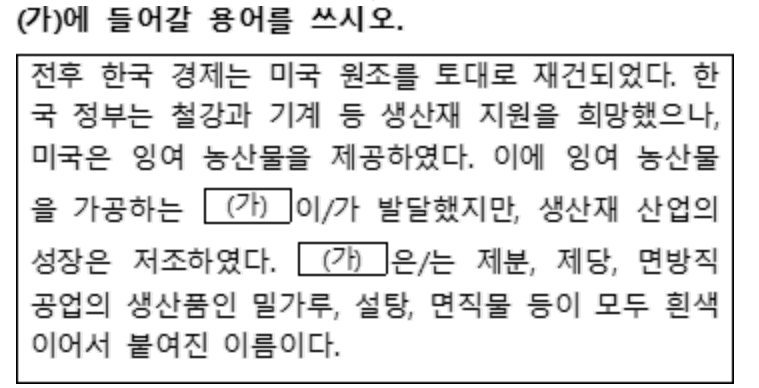 (가)에 들어갈 용어를 쓰시오.
전후 한국 경제는 미국 원조를 토대로 재건되었다. 한
국 정부는 철강과 기계 등 생산재 지원을 희망했으나,
미국은 잉여 농산물을 제공하였다. 이에 잉여 농산물
을 가공하는 (가) 이/가 발달했지만, 생산재 산업의
성장은 저조하였다. (가) 은/는 제분, 제당, 면방직
공업의 생산품인 밀가루, 설탕, 면직물 등이 모두 흰색
이어서 붙여진 이름이다.